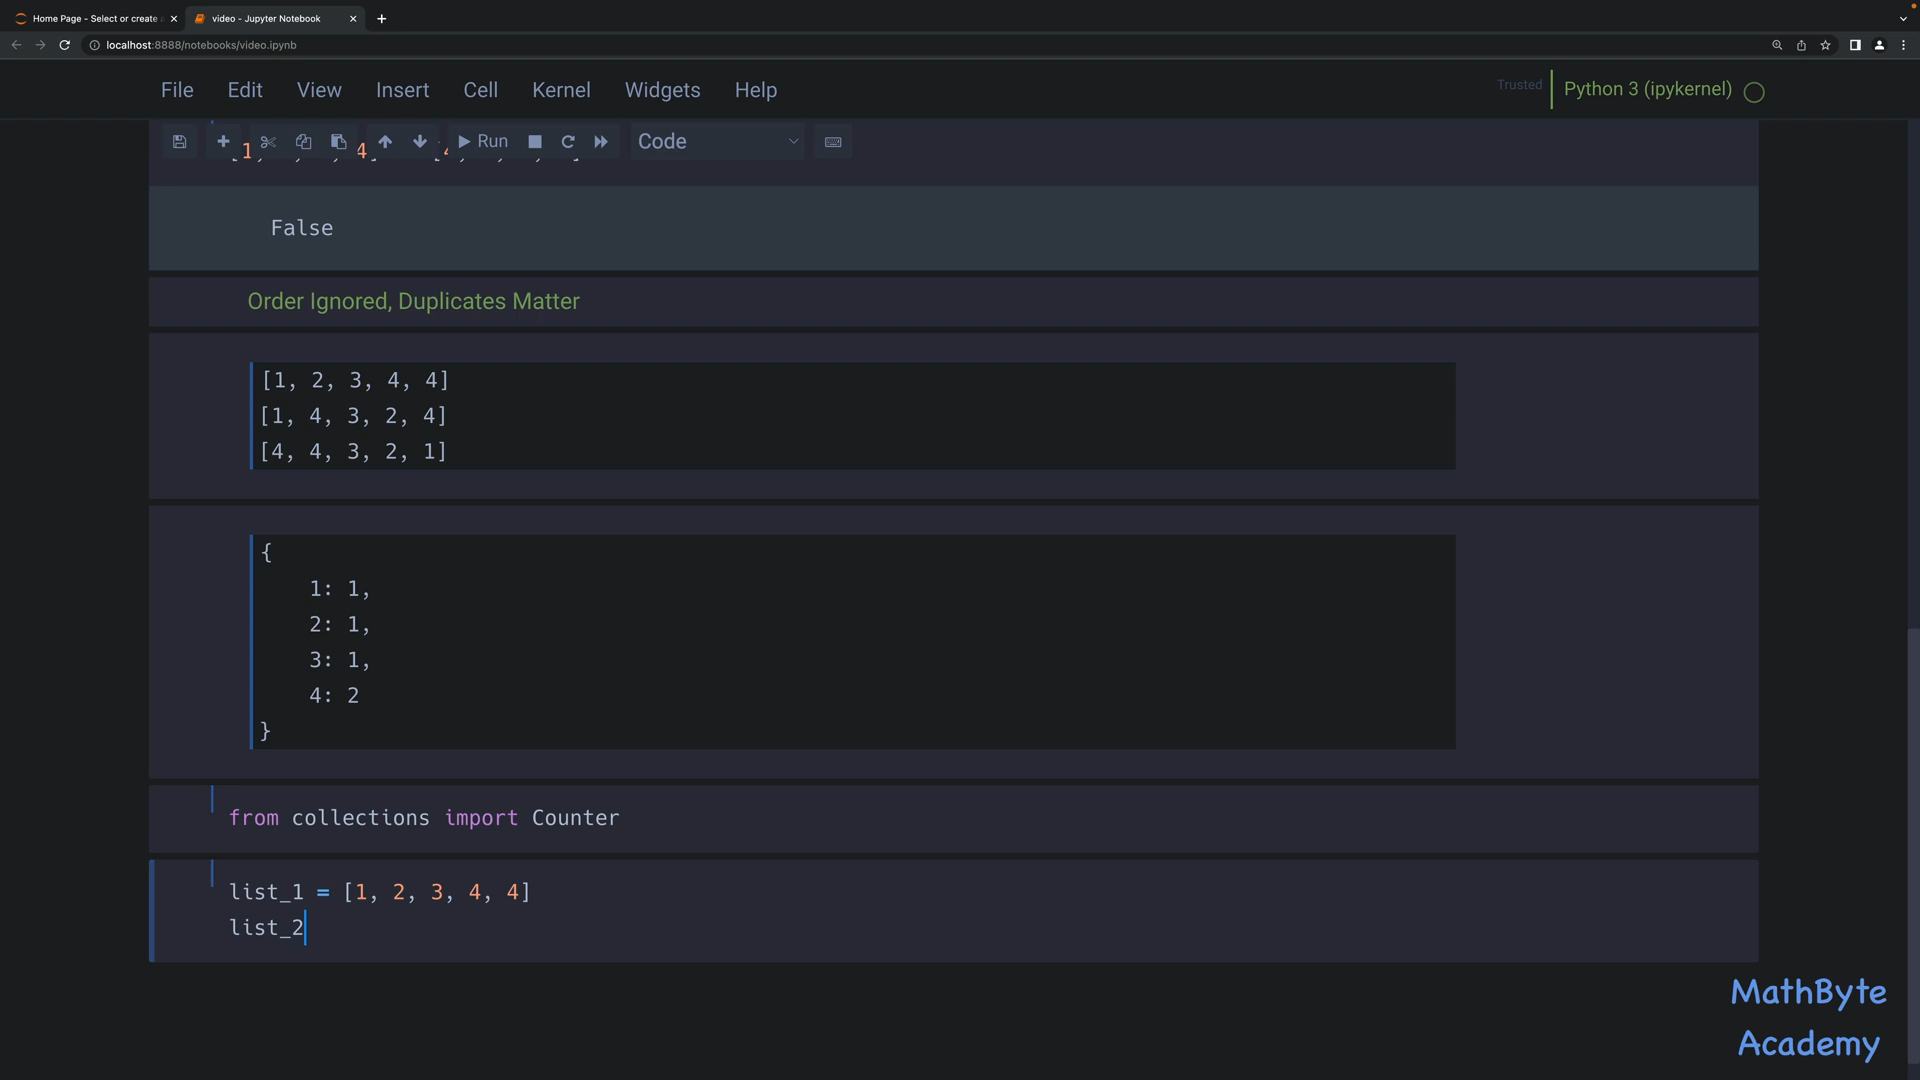 Home Page - Select or create
video - Jupyter Notebook
localhost:8888/notebooks/video.ipynb
File Edit View Insert Cell Kernel Widgets Help
Trusted
Python 3 (ipykernel)
Run
Code
False
Order Ignored, Duplicates Matter
[1, 2, 3, 4, 4]
[1, 4, 3, 2, 4]
[4, 4, 3, 2, 1]
{
1: 1,
2: 1,
3: 1,
4: 2
}
from collections import Counter
list_1 = [1, 2, 3, 4, 4]
list_2
MathByte
Academy